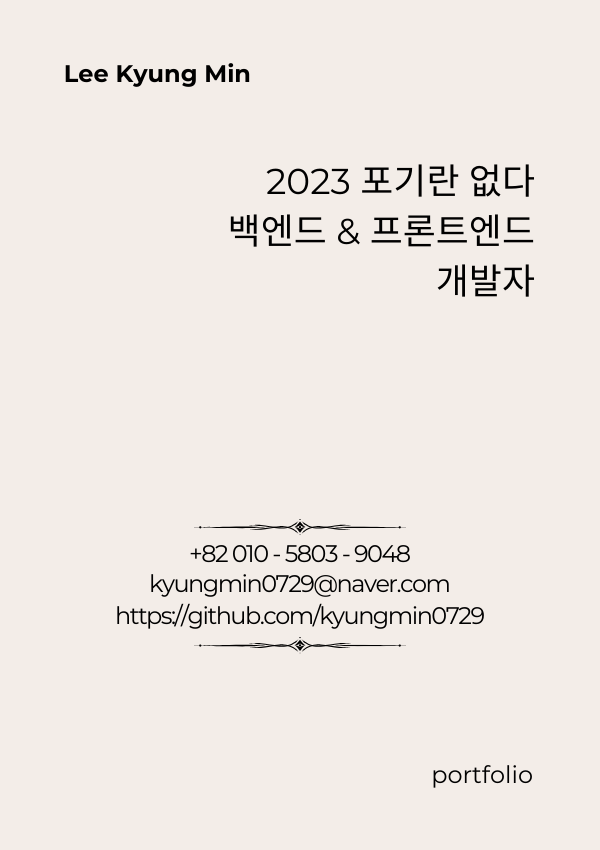 Lee Kyung Min
2023 포기란 없다
백엔드 & 프론트엔드
개발자
+82 010 - 5803 - 9048
kyungmin0729@naver.com
https://github.com/kyungmin0729
portfolio